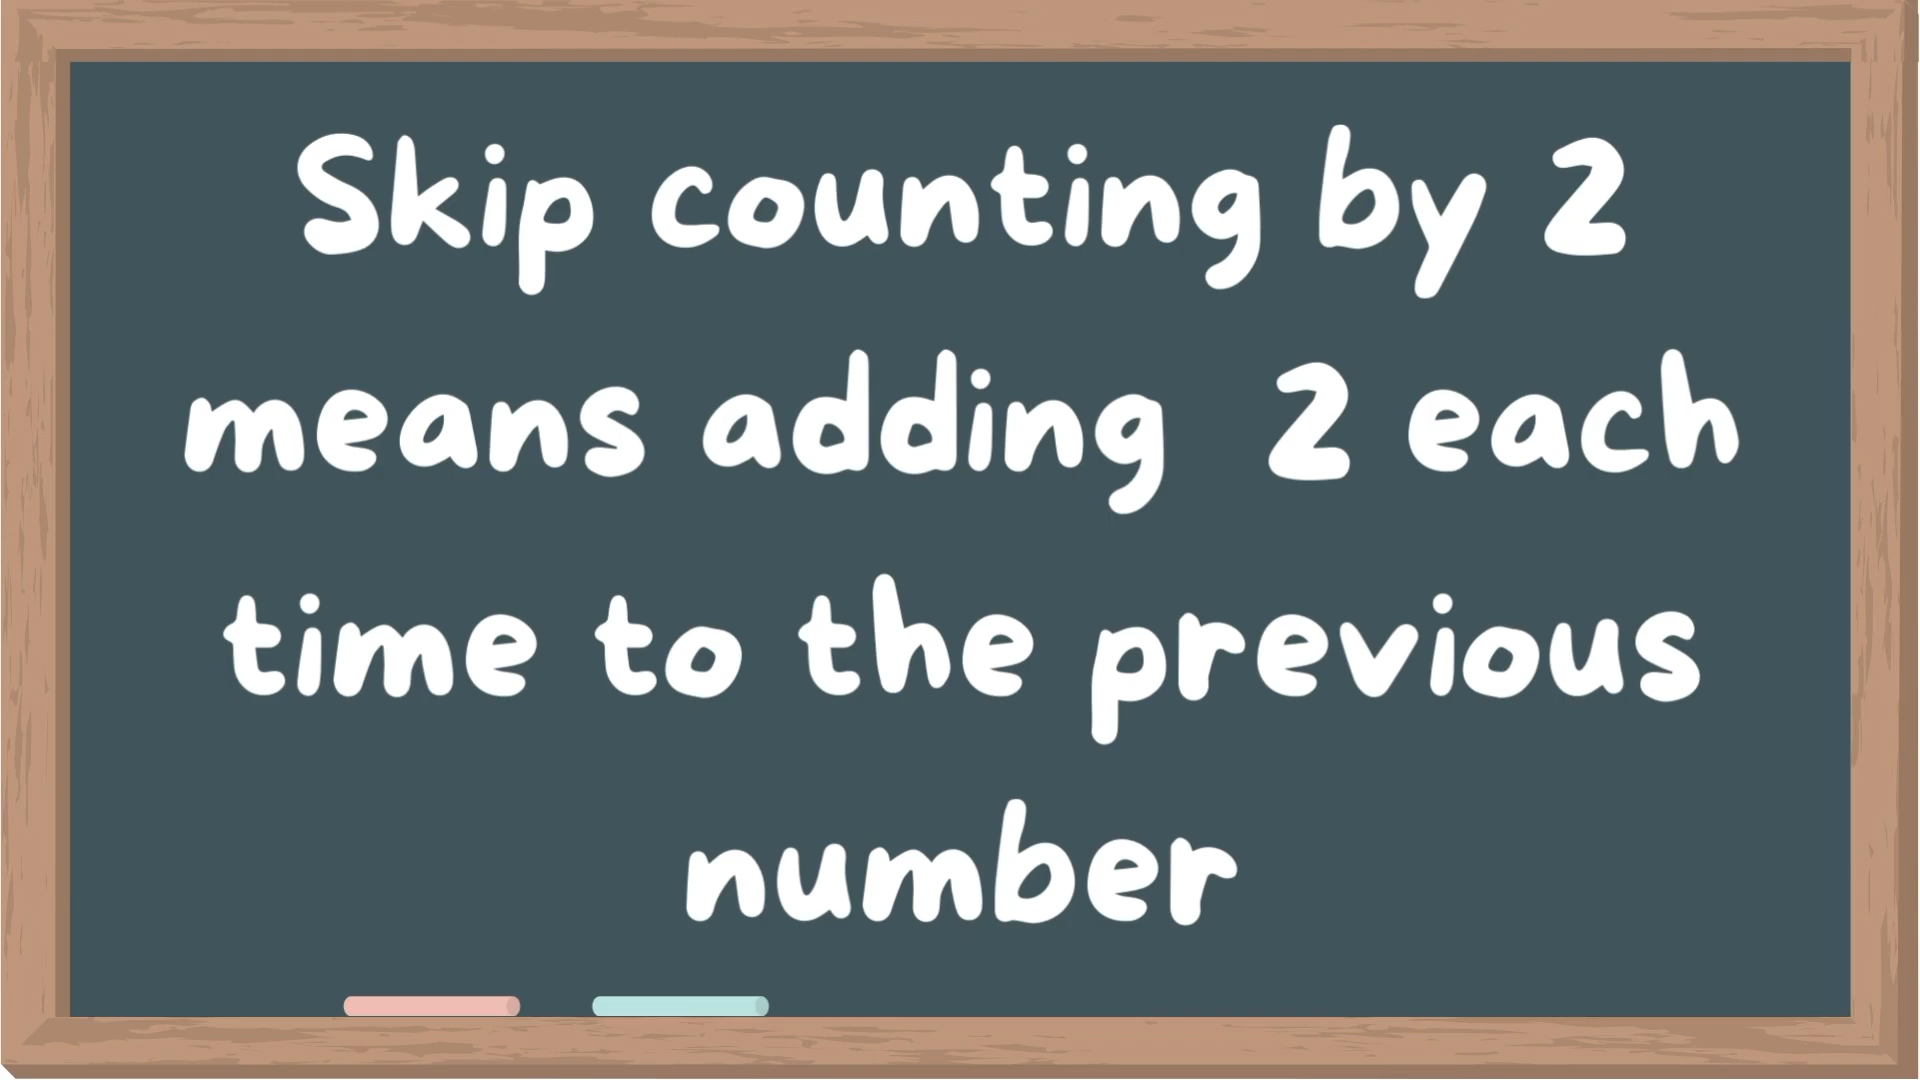 Skip counting by 2
means adding 2 each
time to the previous
number